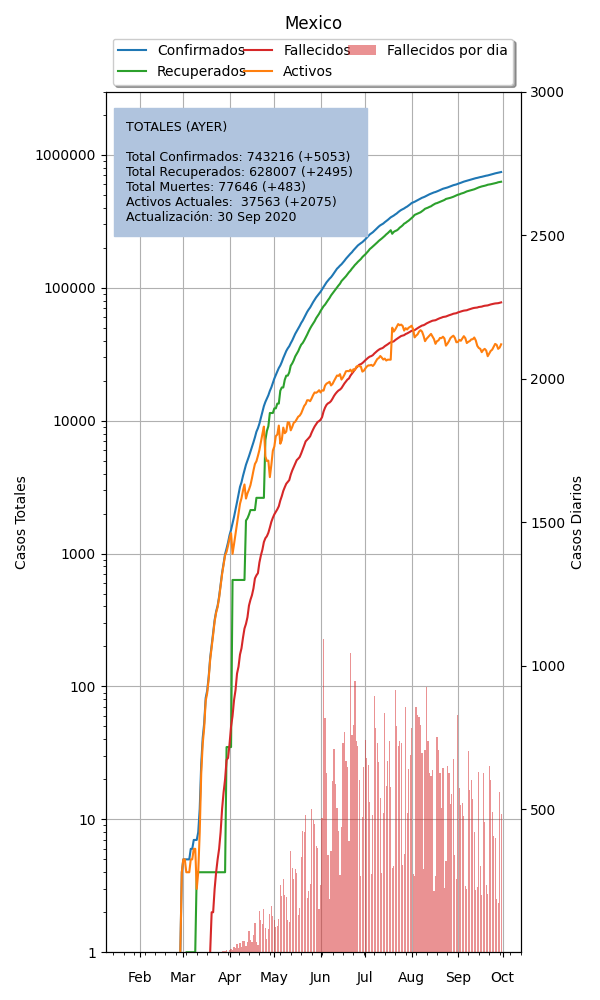 Mexico
Confirmados
Fallecidos
Fallecidos por dia
Recuperados
Activos
TOTALES (AYER)
Total Confirmados: 743216 (+5053)
Total Recuperados: 628007 (+2495)
Total Muertes: 77646 (+483)
Activos Actuales:  37563 (+2075)
Actualización: 30 Sep 2020
Casos Totales
1000000
100000
10000
1000
100
10
1
3000
2500
2000
1500
1000
500
Casos Diarios
Feb Mar Apr May Jun Jul Aug Sep Oct